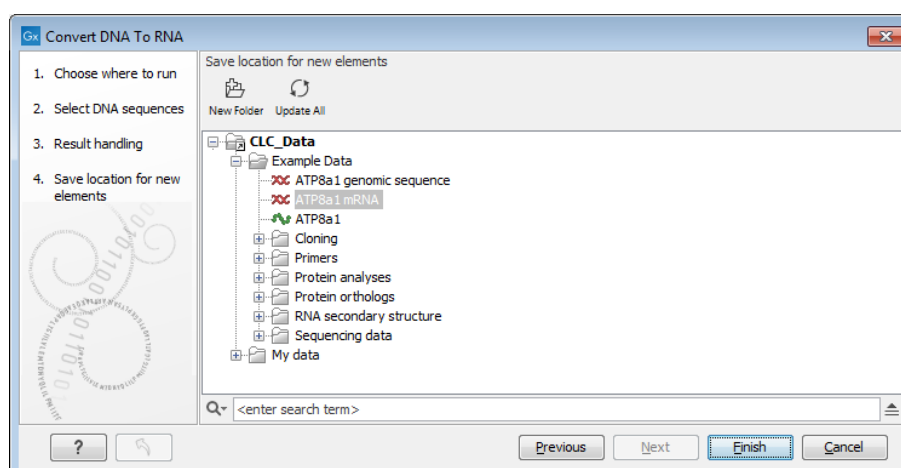 Gx Convert DNA To RNA
1. Choose where to run
2. Select DNA sequences
3. Result handling
4. Save location for new
elements
Save location for new elements
New Folder Update All
CLC_Data
Example Data
ATP8a1 genomic sequence
ATP8a1 mRNA
ATP8a1
Cloning
Primers
Protein analyses
Protein orthologs
RNA secondary structure
Sequencing data
My data
<enter search term>
? Previous Next Finish Cancel